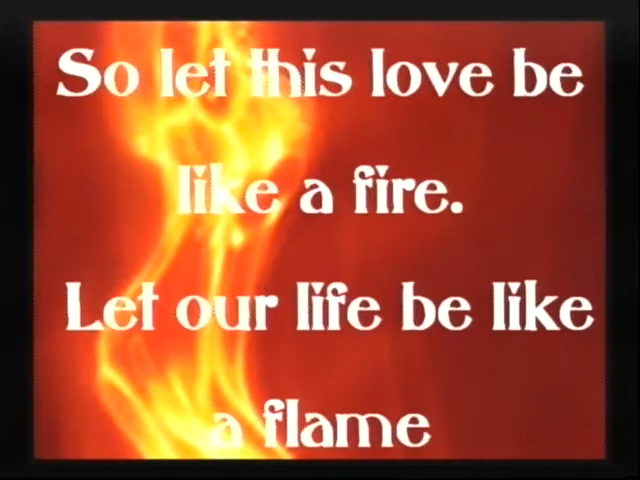 So let this love be
like a fire.
Let our life be like
a flame